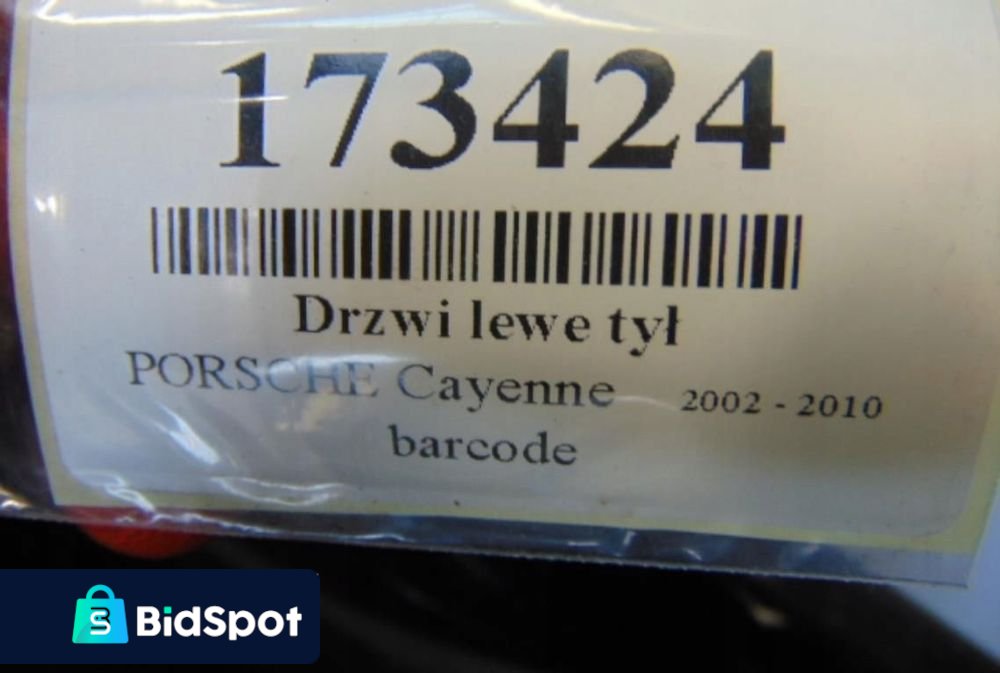 173424
Drzwi lewe tył
PORSCHE Cayenne 2002 - 2010
barcode
BidSpot